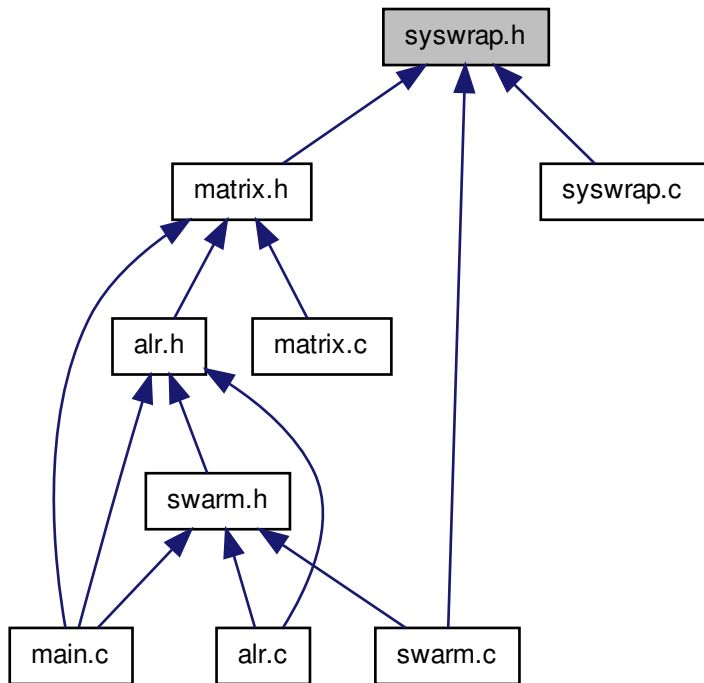 syswrap.h
matrix.h
syswrap.c
alr.h
matrix.c
swarm.h
main.c
alr.c
swarm.c